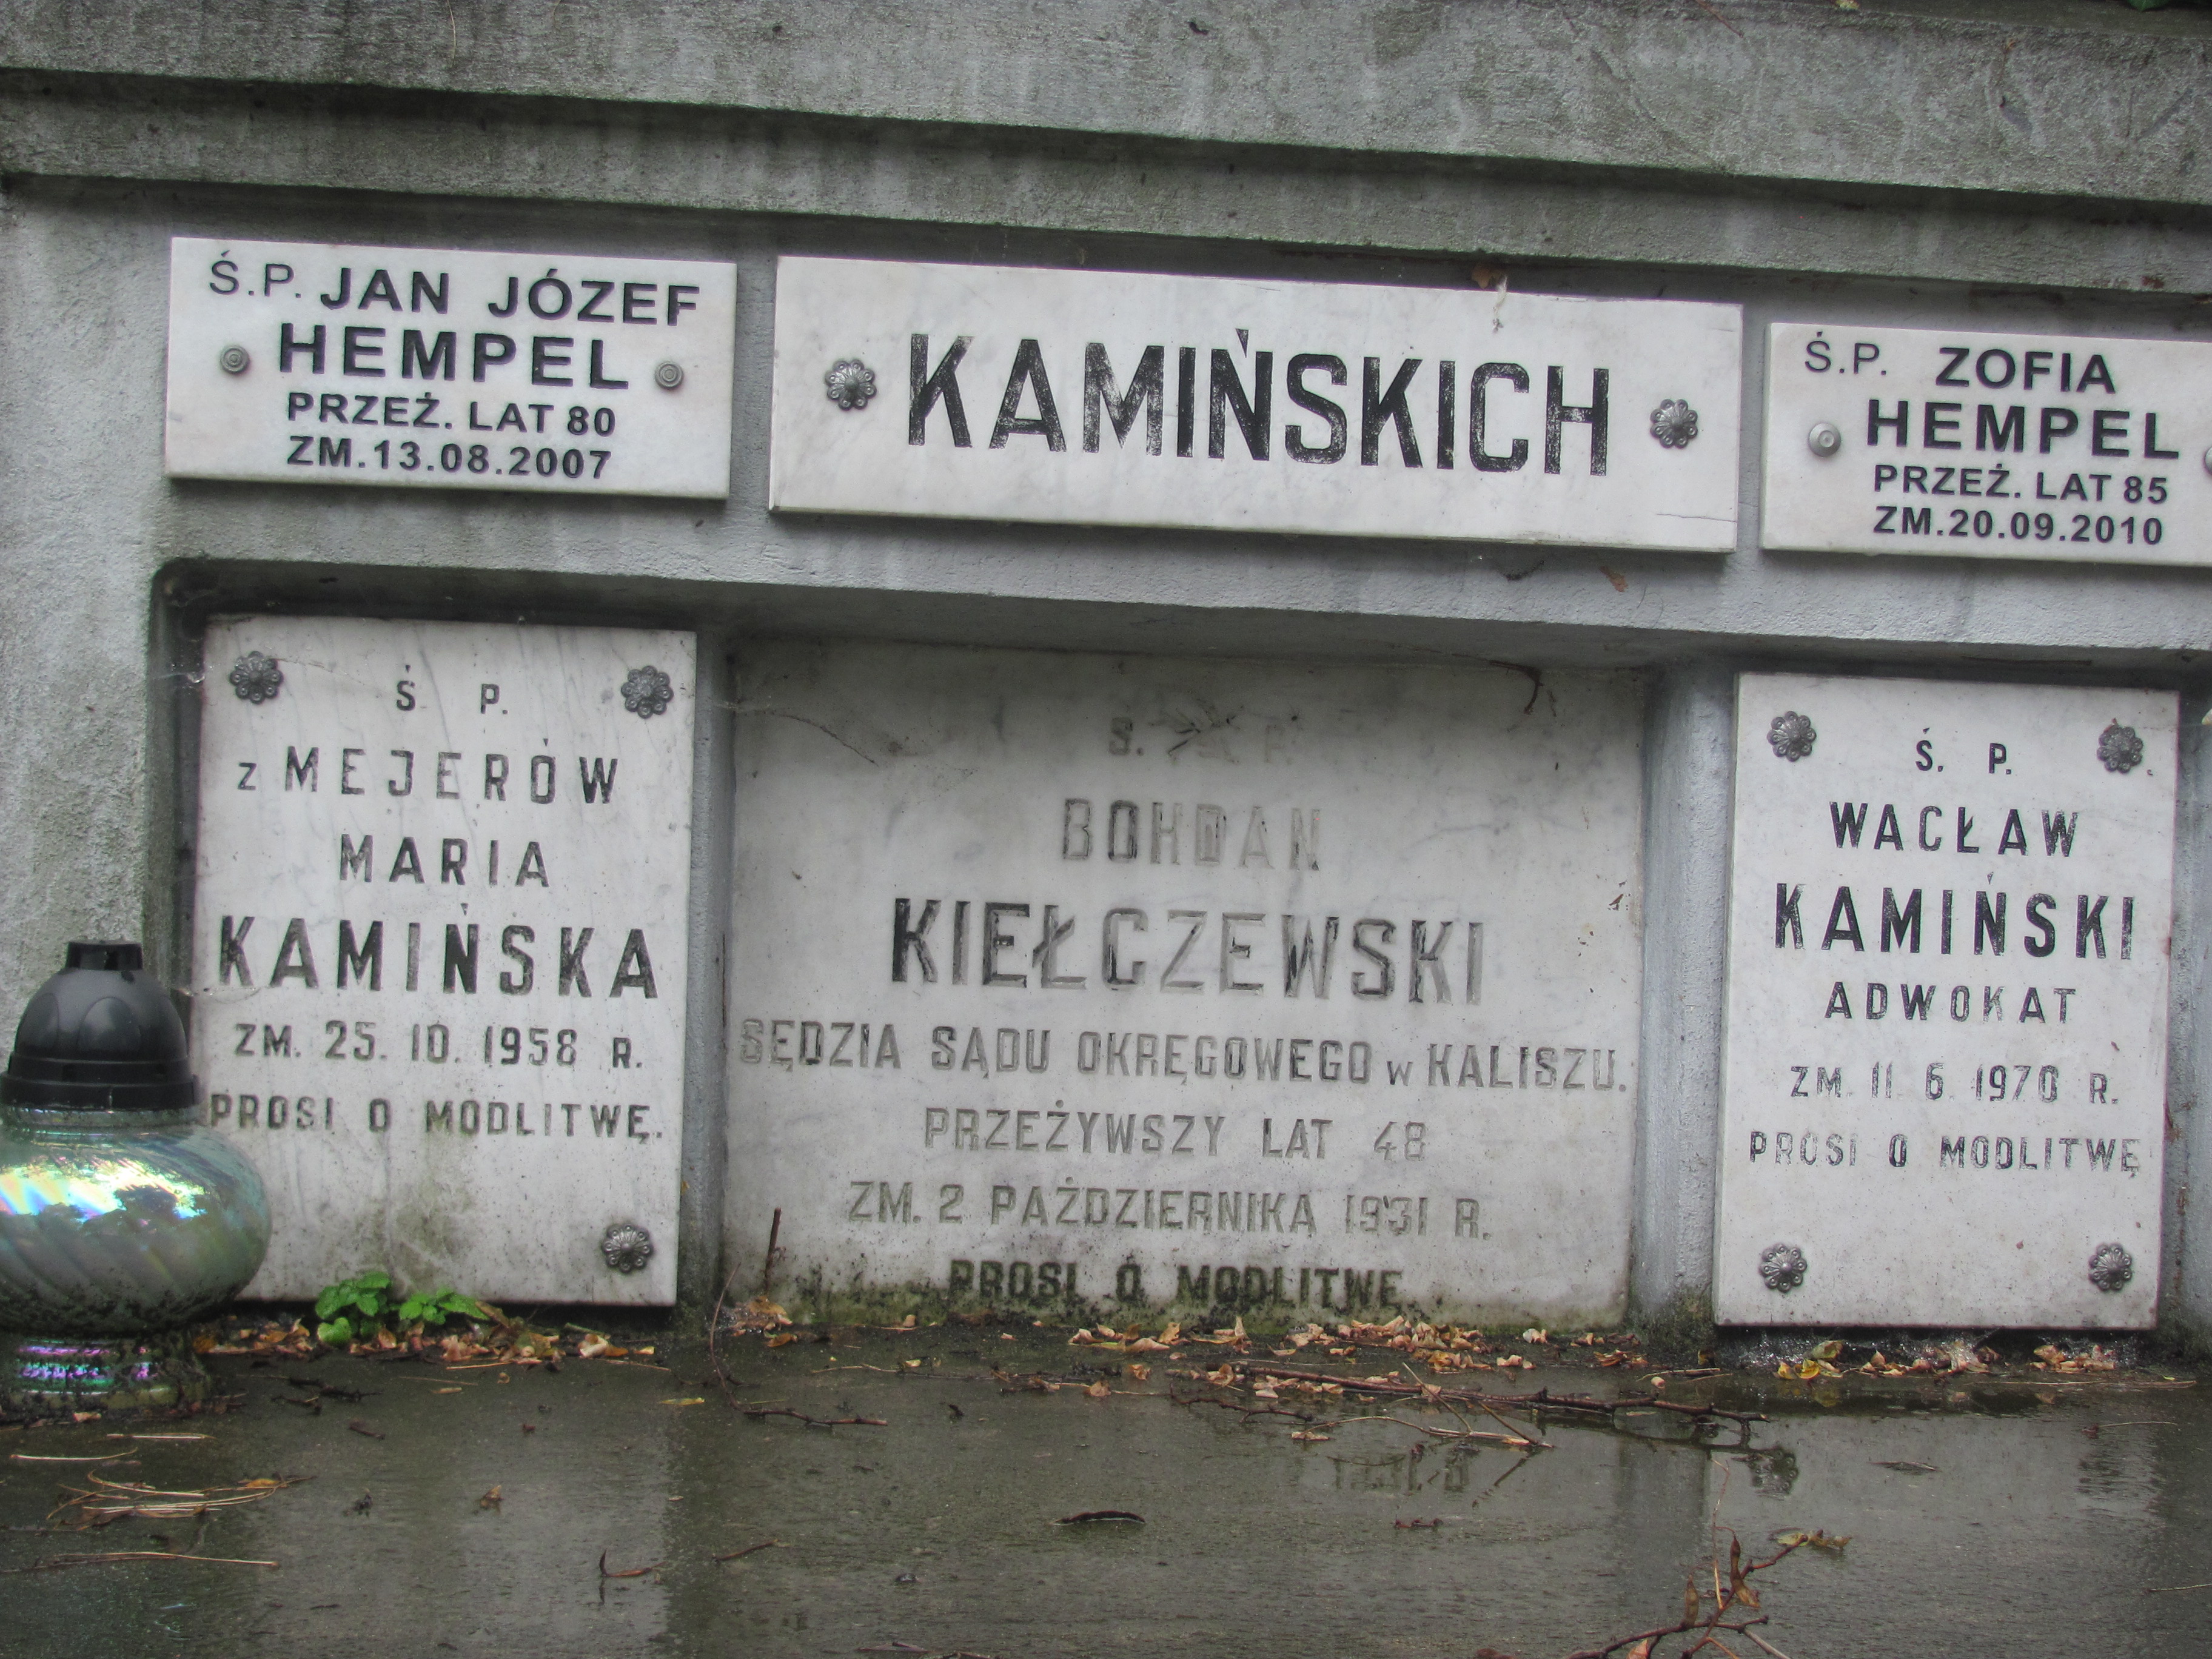 Ś.P. JAN JÓZEF
HEMPEL
PRZEŻ. LAT 80
ZM.13.08.2007
KAMIŃSKICH
Ś.P. ZOFIA
HEMPEL
PRZEŻ. LAT 85
ZM.20.09.2010
Ś P.
z MEJERÓW
MARIA
KAMIŃSKA
ZM. 25. 10. 1958 R.
PROSI O MODLITWĘ.
Ś. P.
BOHDAN
KIEŁCZEWSKI
SĘDZIA SĄDU OKRĘGOWEGO w KALISZU.
PRZEŻYWSZY LAT 48
ZM. 2 PAŹDZIERNIKA 1931 R.
PROSI O MODLITWĘ
Ś. P.
WACŁAW
KAMIŃSKI
ADWOKAT
ZM. 11 6 1970 R.
PROSI O MODLITWĘ